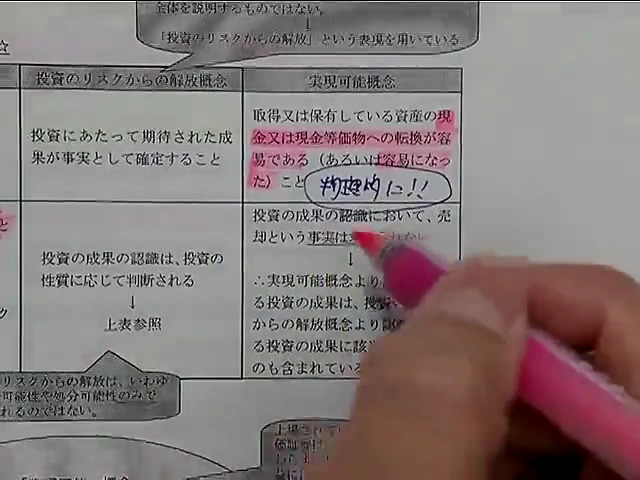 全体を説明するものではない。
↓
「投資のリスクからの解放」という表現を用いている
☆
投資のリスクからの解放概念
実現可能概念
投資にあたって期待された成
果が事実として確定すること
取得又は保有している資産の現
金又は現金等価物への転換が容
易である（あるいは容易になっ
た）こと
物理的に!!
と
投資の成果の認識は、投資の
性質に応じて判断される
↓
上表参照
投資の成果の認識において、売
却という事実は
↓
∴実現可能概念より
る投資の成果は、投資
からの解放概念より
る投資の成果に該
のも含まれている
リスクからの解放は、いわゆ
可能性や処分可能性のみで
れるのではない。